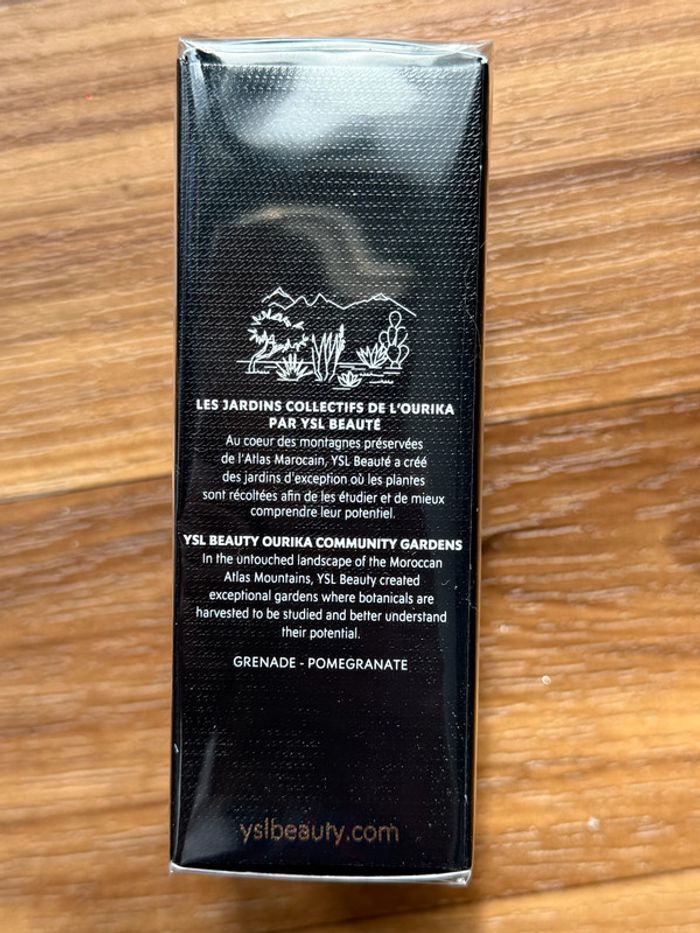 LES JARDINS COLLECTIFS DE L'OURIKA
PAR YSL BEAUTÉ
Au coeur des montagnes préservées
de l'Atlas Marocain, YSL Beauté a créé
des jardins d'exception où les plantes
sont récoltées afin de les étudier et de mieux
comprendre leur potentiel.
YSL BEAUTY OURIKA COMMUNITY GARDENS
In the untouched landscape of the Moroccan
Atlas Mountains, YSL Beauty created
exceptional gardens where botanicals are
harvested to be studied and better understand
their potential.
GRENADE - POMEGRANATE
yslbeauty.com